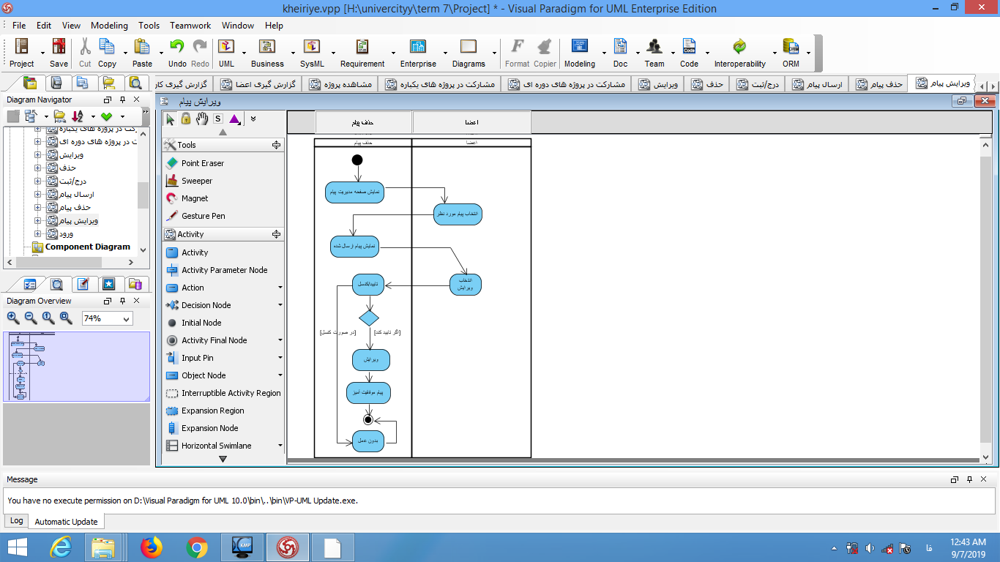 kheiriye.vpp [H:\univercityy\term 7\Project] * - Visual Paradigm for UML Enterprise Edition
File Edit View Modeling Tools Teamwork Window Help
Project Save Cut Copy Paste Undo Redo UML Business SysML Requirement Enterprise Diagrams Format Copier Modeling Doc Team Code Interoperability ORM
گزارش گیری کار
گزارش گیری اعضا
مشاهده پروژه
مشارکت در پروژه های یکباره
مشارکت در پروژه های دوره ای
ویرایش
حذف
درج/ثبت
ارسال پیام
حذف پیام
ویرایش پیام
Diagram Navigator
کت در پروژه های یکباره
ت در پروژه های دوره ای
ویرایش
حذف
درج/ثبت
ارسال پیام
حذف پیام
ویرایش پیام
ورود
Component Diagram
Diagram Overview
74%
ویرایش پیام
S
Tools
Point Eraser
Sweeper
Magnet
Gesture Pen
Activity
Activity
Activity Parameter Node
Action
Decision Node
Initial Node
Activity Final Node
Input Pin
Object Node
Interruptible Activity Region
Expansion Region
Expansion Node
Horizontal Swimlane
حذف پیام
اعضا
حذف پیام
اعضا
نمایش صفحه مدیریت پیام
انتخاب پیام مورد نظر
نمایش پیام ارسال شده
انتخاب
ویرایش
تایید/کنسل
[در صورت کنسل]
[اگر تایید کند]
ویرایش
پیام موفقیت آمیز
بدون عمل
Message
You have no execute permission on D:\Visual Paradigm for UML 10.0\bin\..\bin\VP-UML Update.exe.
Log Automatic Update
KMP
فا
12:43 AM
9/7/2019